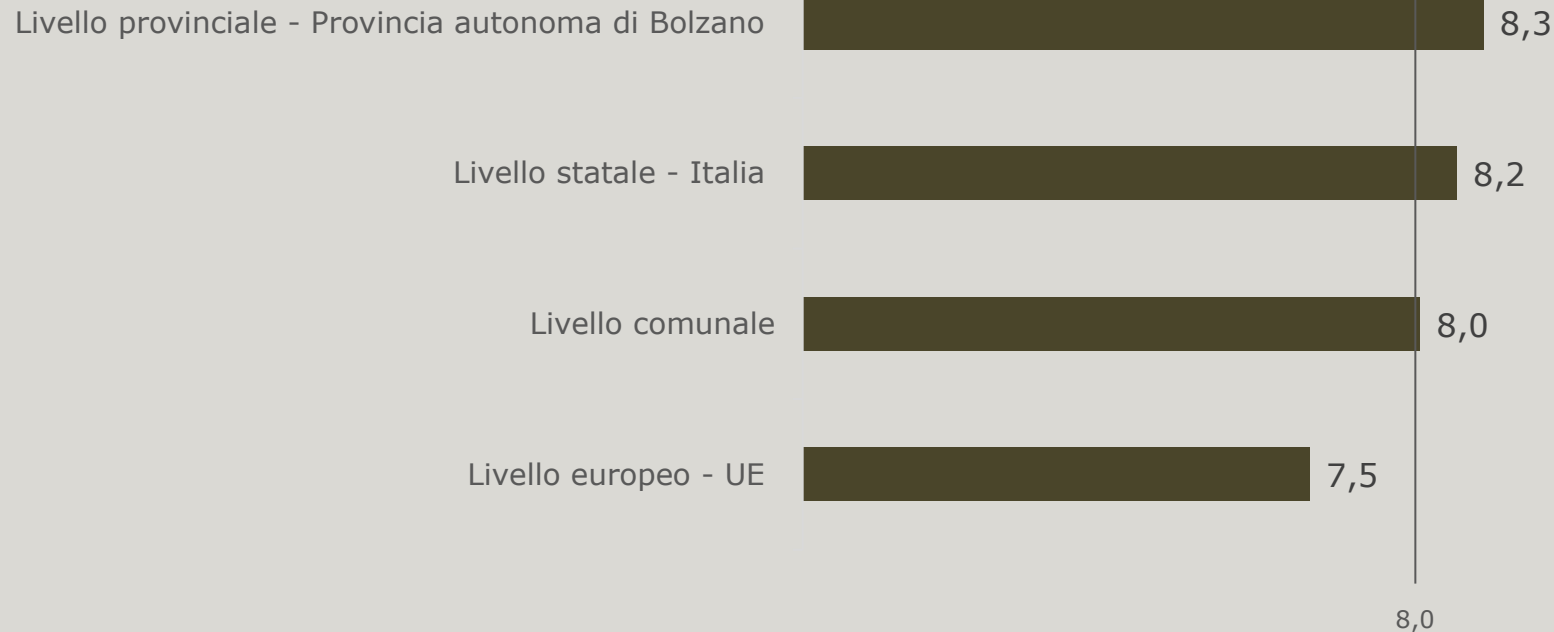 Livello provinciale - Provincia autonoma di Bolzano 8,3
Livello statale - Italia 8,2
Livello comunale 8,0
Livello europeo - UE 7,5
8,0